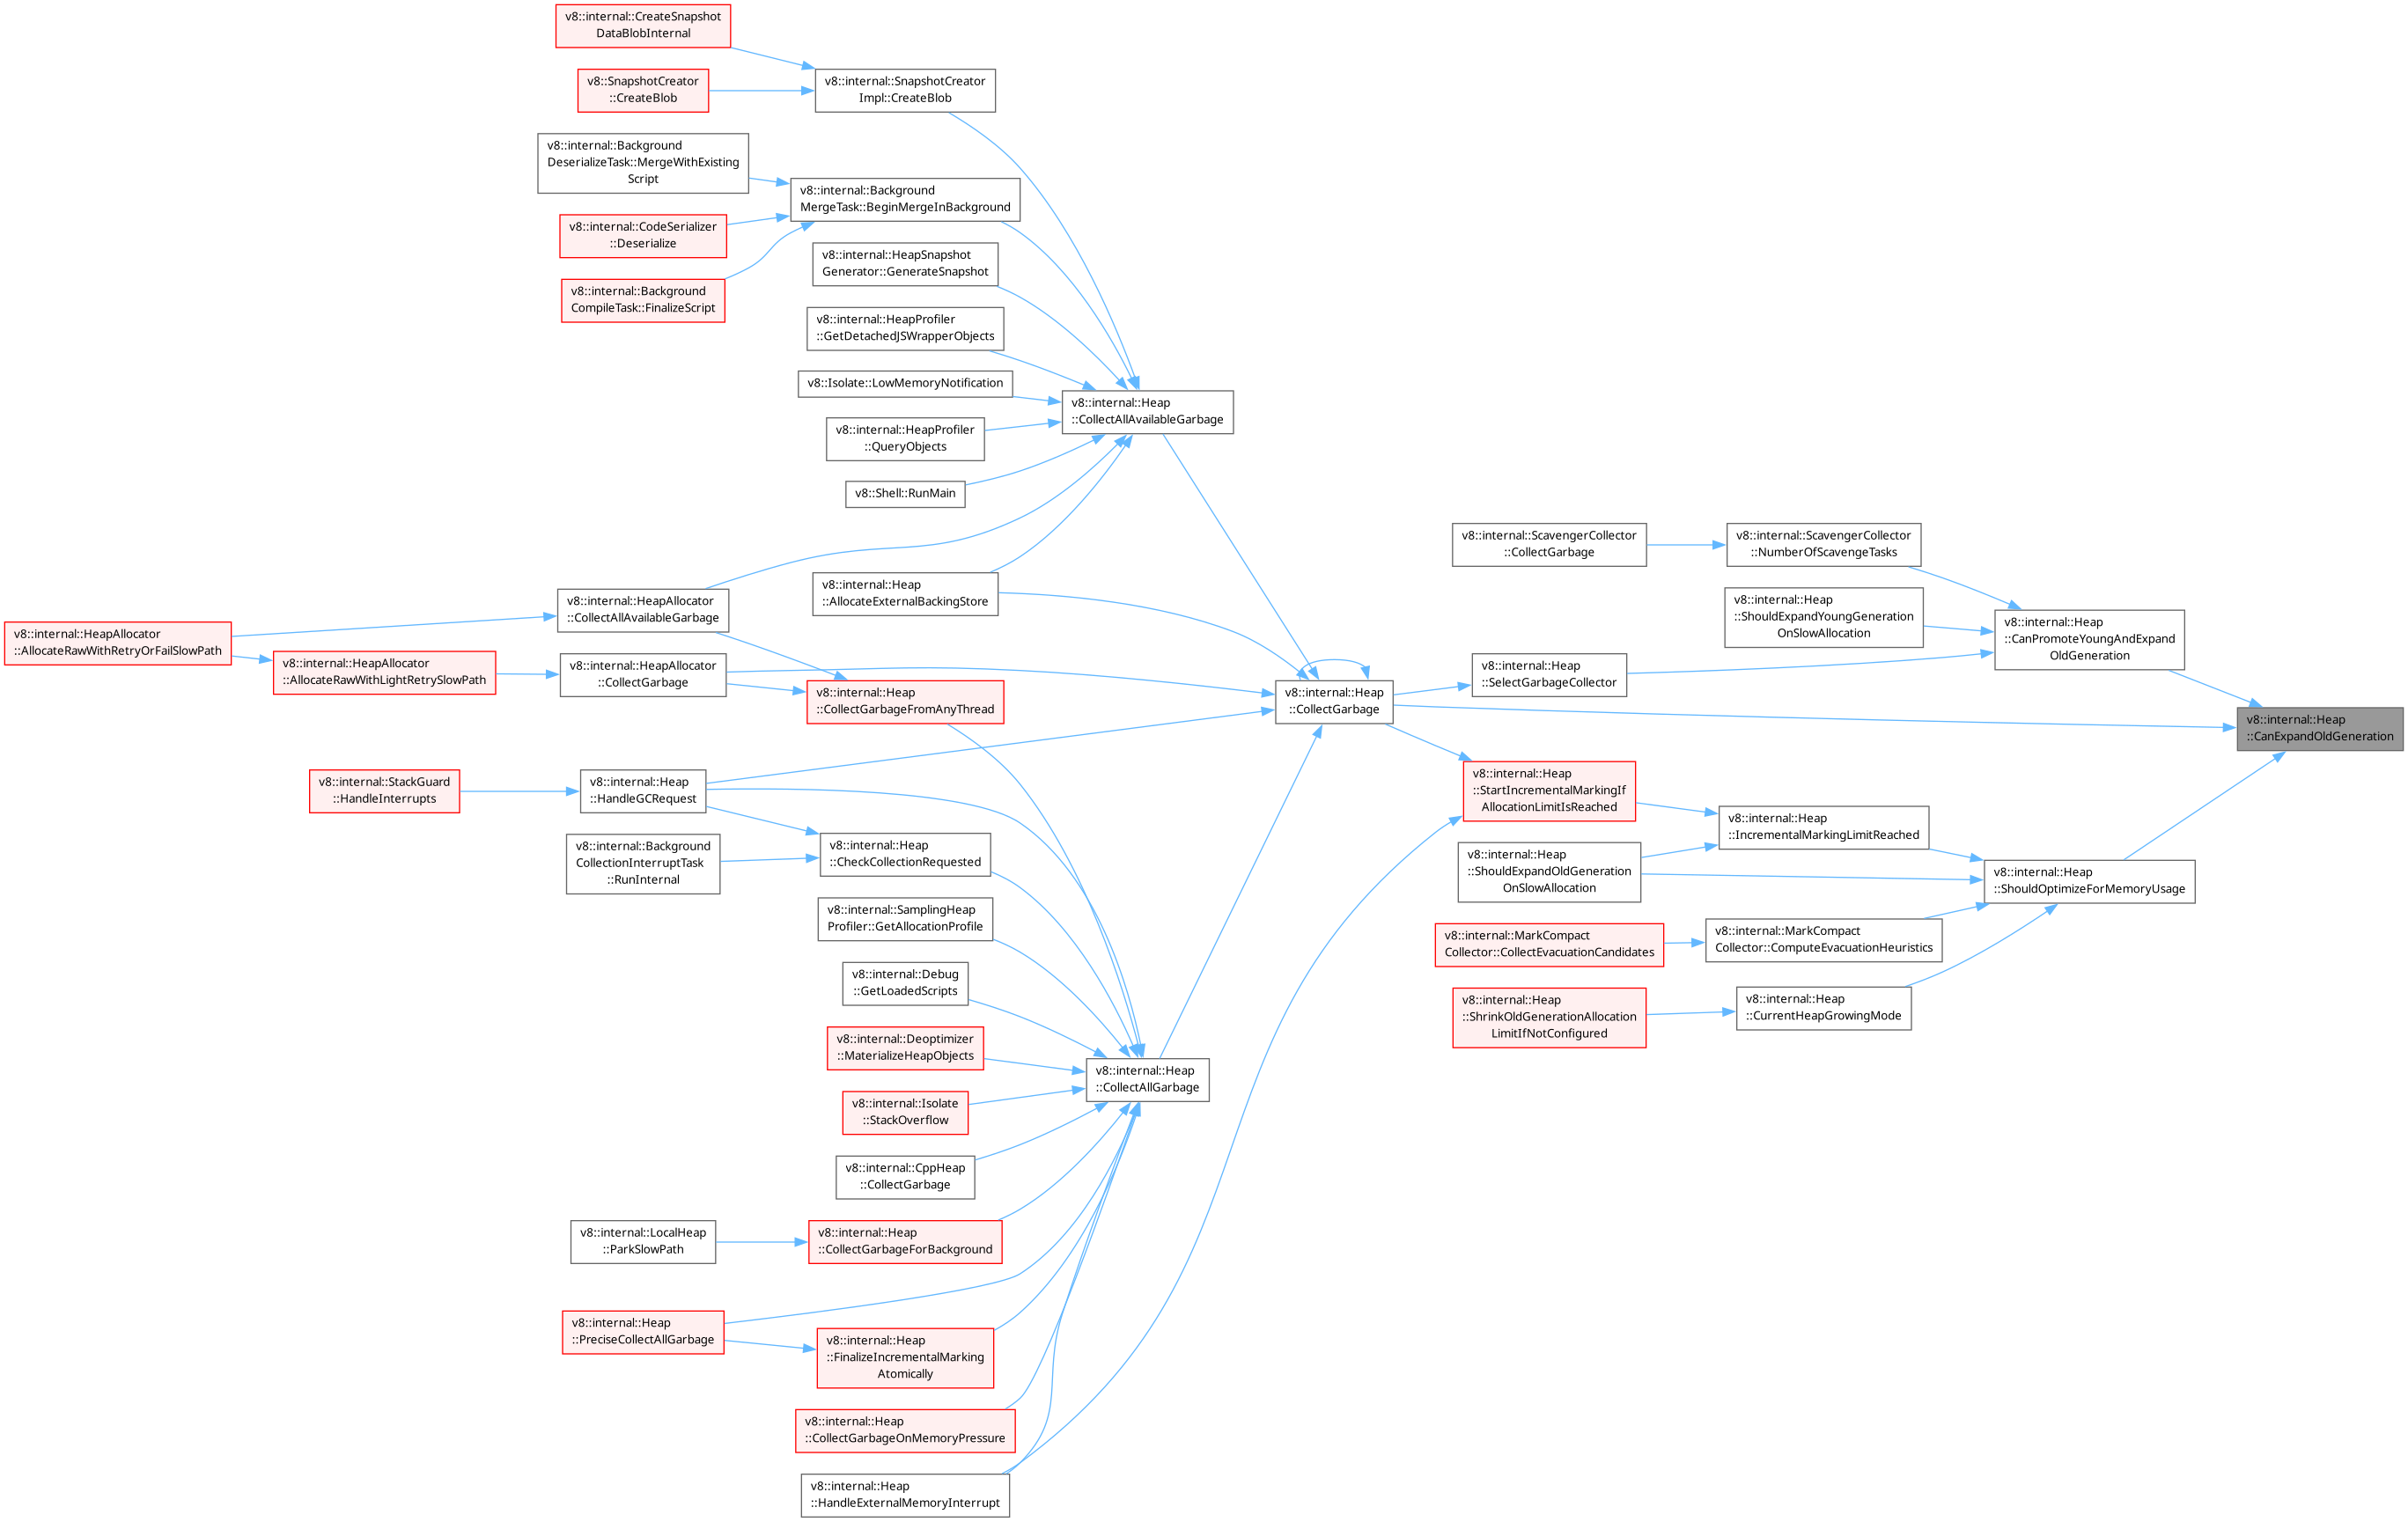 v8::internal::CreateSnapshot
DataBlobInternal
v8::SnapshotCreator
::CreateBlob
v8::internal::SnapshotCreator
Impl::CreateBlob
v8::internal::Background
DeserializeTask::MergeWithExisting
Script
v8::internal::Background
MergeTask::BeginMergeInBackground
v8::internal::CodeSerializer
::Deserialize
v8::internal::Background
CompileTask::FinalizeScript
v8::internal::HeapSnapshot
Generator::GenerateSnapshot
v8::internal::HeapProfiler
::GetDetachedJSWrapperObjects
v8::Isolate::LowMemoryNotification
v8::internal::Heap
::CollectAllAvailableGarbage
v8::internal::HeapProfiler
::QueryObjects
v8::Shell::RunMain
v8::internal::ScavengerCollector
::CollectGarbage
v8::internal::ScavengerCollector
::NumberOfScavengeTasks
v8::internal::Heap
::AllocateExternalBackingStore
v8::internal::HeapAllocator
::CollectAllAvailableGarbage
v8::internal::Heap
::ShouldExpandYoungGeneration
OnSlowAllocation
v8::internal::Heap
::CanPromoteYoungAndExpand
OldGeneration
v8::internal::HeapAllocator
::AllocateRawWithRetryOrFailSlowPath
v8::internal::HeapAllocator
::AllocateRawWithLightRetrySlowPath
v8::internal::HeapAllocator
::CollectGarbage
v8::internal::Heap
::CollectGarbageFromAnyThread
v8::internal::Heap
::CollectGarbage
v8::internal::Heap
::SelectGarbageCollector
v8::internal::Heap
::CanExpandOldGeneration
v8::internal::StackGuard
::HandleInterrupts
v8::internal::Heap
::HandleGCRequest
v8::internal::Heap
::StartIncrementalMarkingIf
AllocationLimitIsReached
v8::internal::Heap
::IncrementalMarkingLimitReached
v8::internal::Background
CollectionInterruptTask
::RunInternal
v8::internal::Heap
::CheckCollectionRequested
v8::internal::Heap
::ShouldExpandOldGeneration
OnSlowAllocation
v8::internal::Heap
::ShouldOptimizeForMemoryUsage
v8::internal::SamplingHeap
Profiler::GetAllocationProfile
v8::internal::MarkCompact
Collector::CollectEvacuationCandidates
v8::internal::MarkCompact
Collector::ComputeEvacuationHeuristics
v8::internal::Debug
::GetLoadedScripts
v8::internal::Heap
::ShrinkOldGenerationAllocation
LimitIfNotConfigured
v8::internal::Heap
::CurrentHeapGrowingMode
v8::internal::Deoptimizer
::MaterializeHeapObjects
v8::internal::Heap
::CollectAllGarbage
v8::internal::Isolate
::StackOverflow
v8::internal::CppHeap
::CollectGarbage
v8::internal::LocalHeap
::ParkSlowPath
v8::internal::Heap
::CollectGarbageForBackground
v8::internal::Heap
::PreciseCollectAllGarbage
v8::internal::Heap
::FinalizeIncrementalMarking
Atomically
v8::internal::Heap
::CollectGarbageOnMemoryPressure
v8::internal::Heap
::HandleExternalMemoryInterrupt